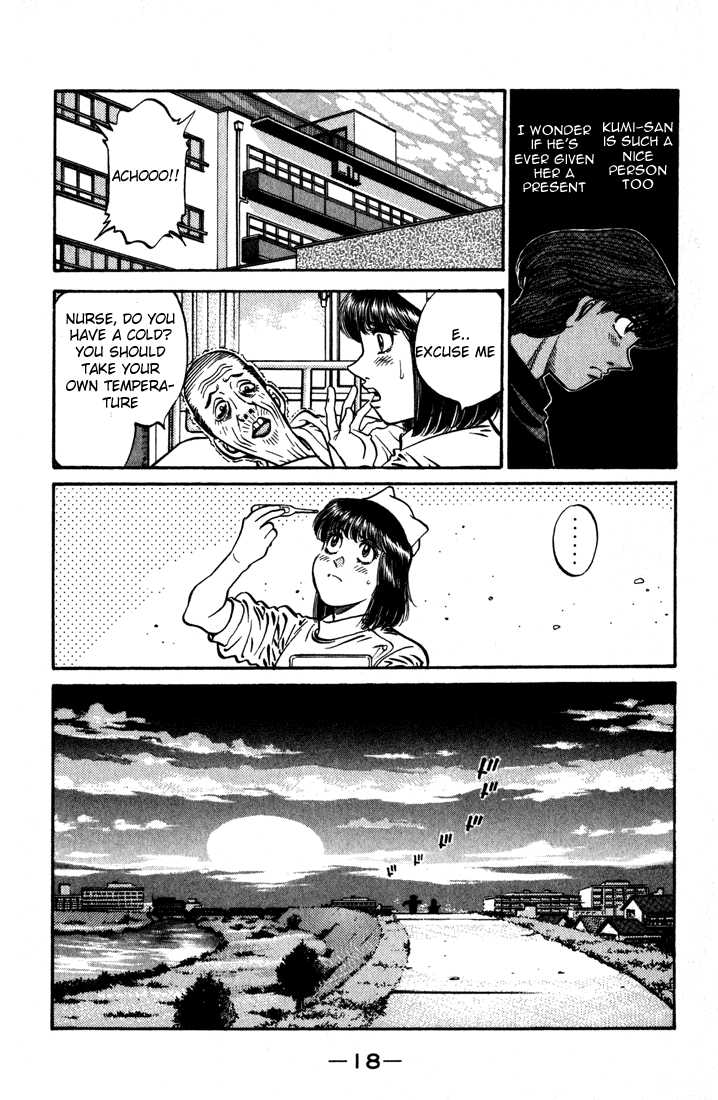 KUMI-SAN
IS SUCH A
NICE
PERSON
TOO
I WONDER
IF HE'S
EVER GIVEN
HER A
PRESENT
ACHOOO!!
E..
EXCUSE ME
NURSE, DO YOU
HAVE A COLD?
YOU SHOULD
TAKE YOUR
OWN TEMPERA-
TURE
......
ドドドドドド
—18—